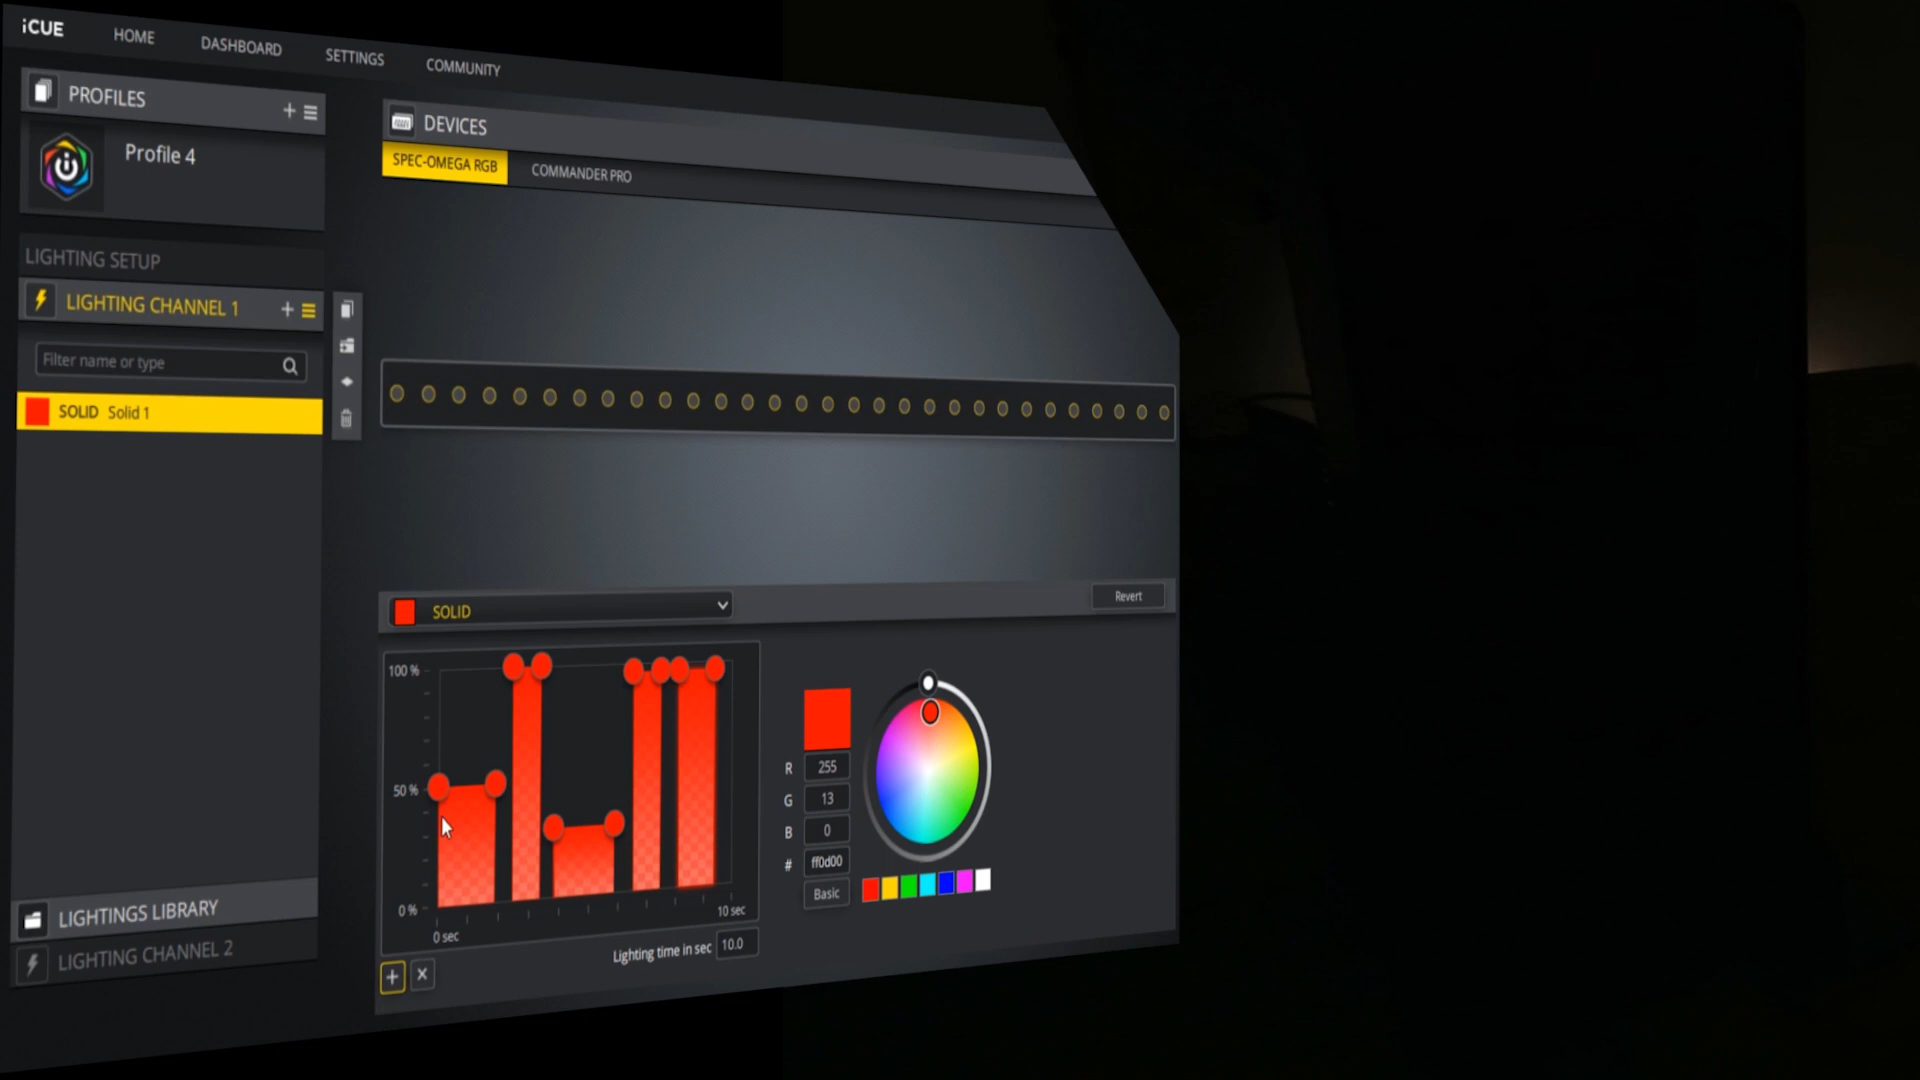 iCUE
HOME
DASHBOARD
SETTINGS
COMMUNITY
PROFILES
Profile 4
LIGHTING SETUP
LIGHTING CHANNEL 1
Filter name or type
SOLID Solid 1
LIGHTINGS LIBRARY
LIGHTING CHANNEL 2
DEVICES
SPEC-OMEGA RGB
COMMANDER PRO
SOLID
Revert
100 %
50 %
0 %
0 sec
10 sec
Lighting time in sec 10.0
R 255
G 13
B 0
# ff0d00
Basic